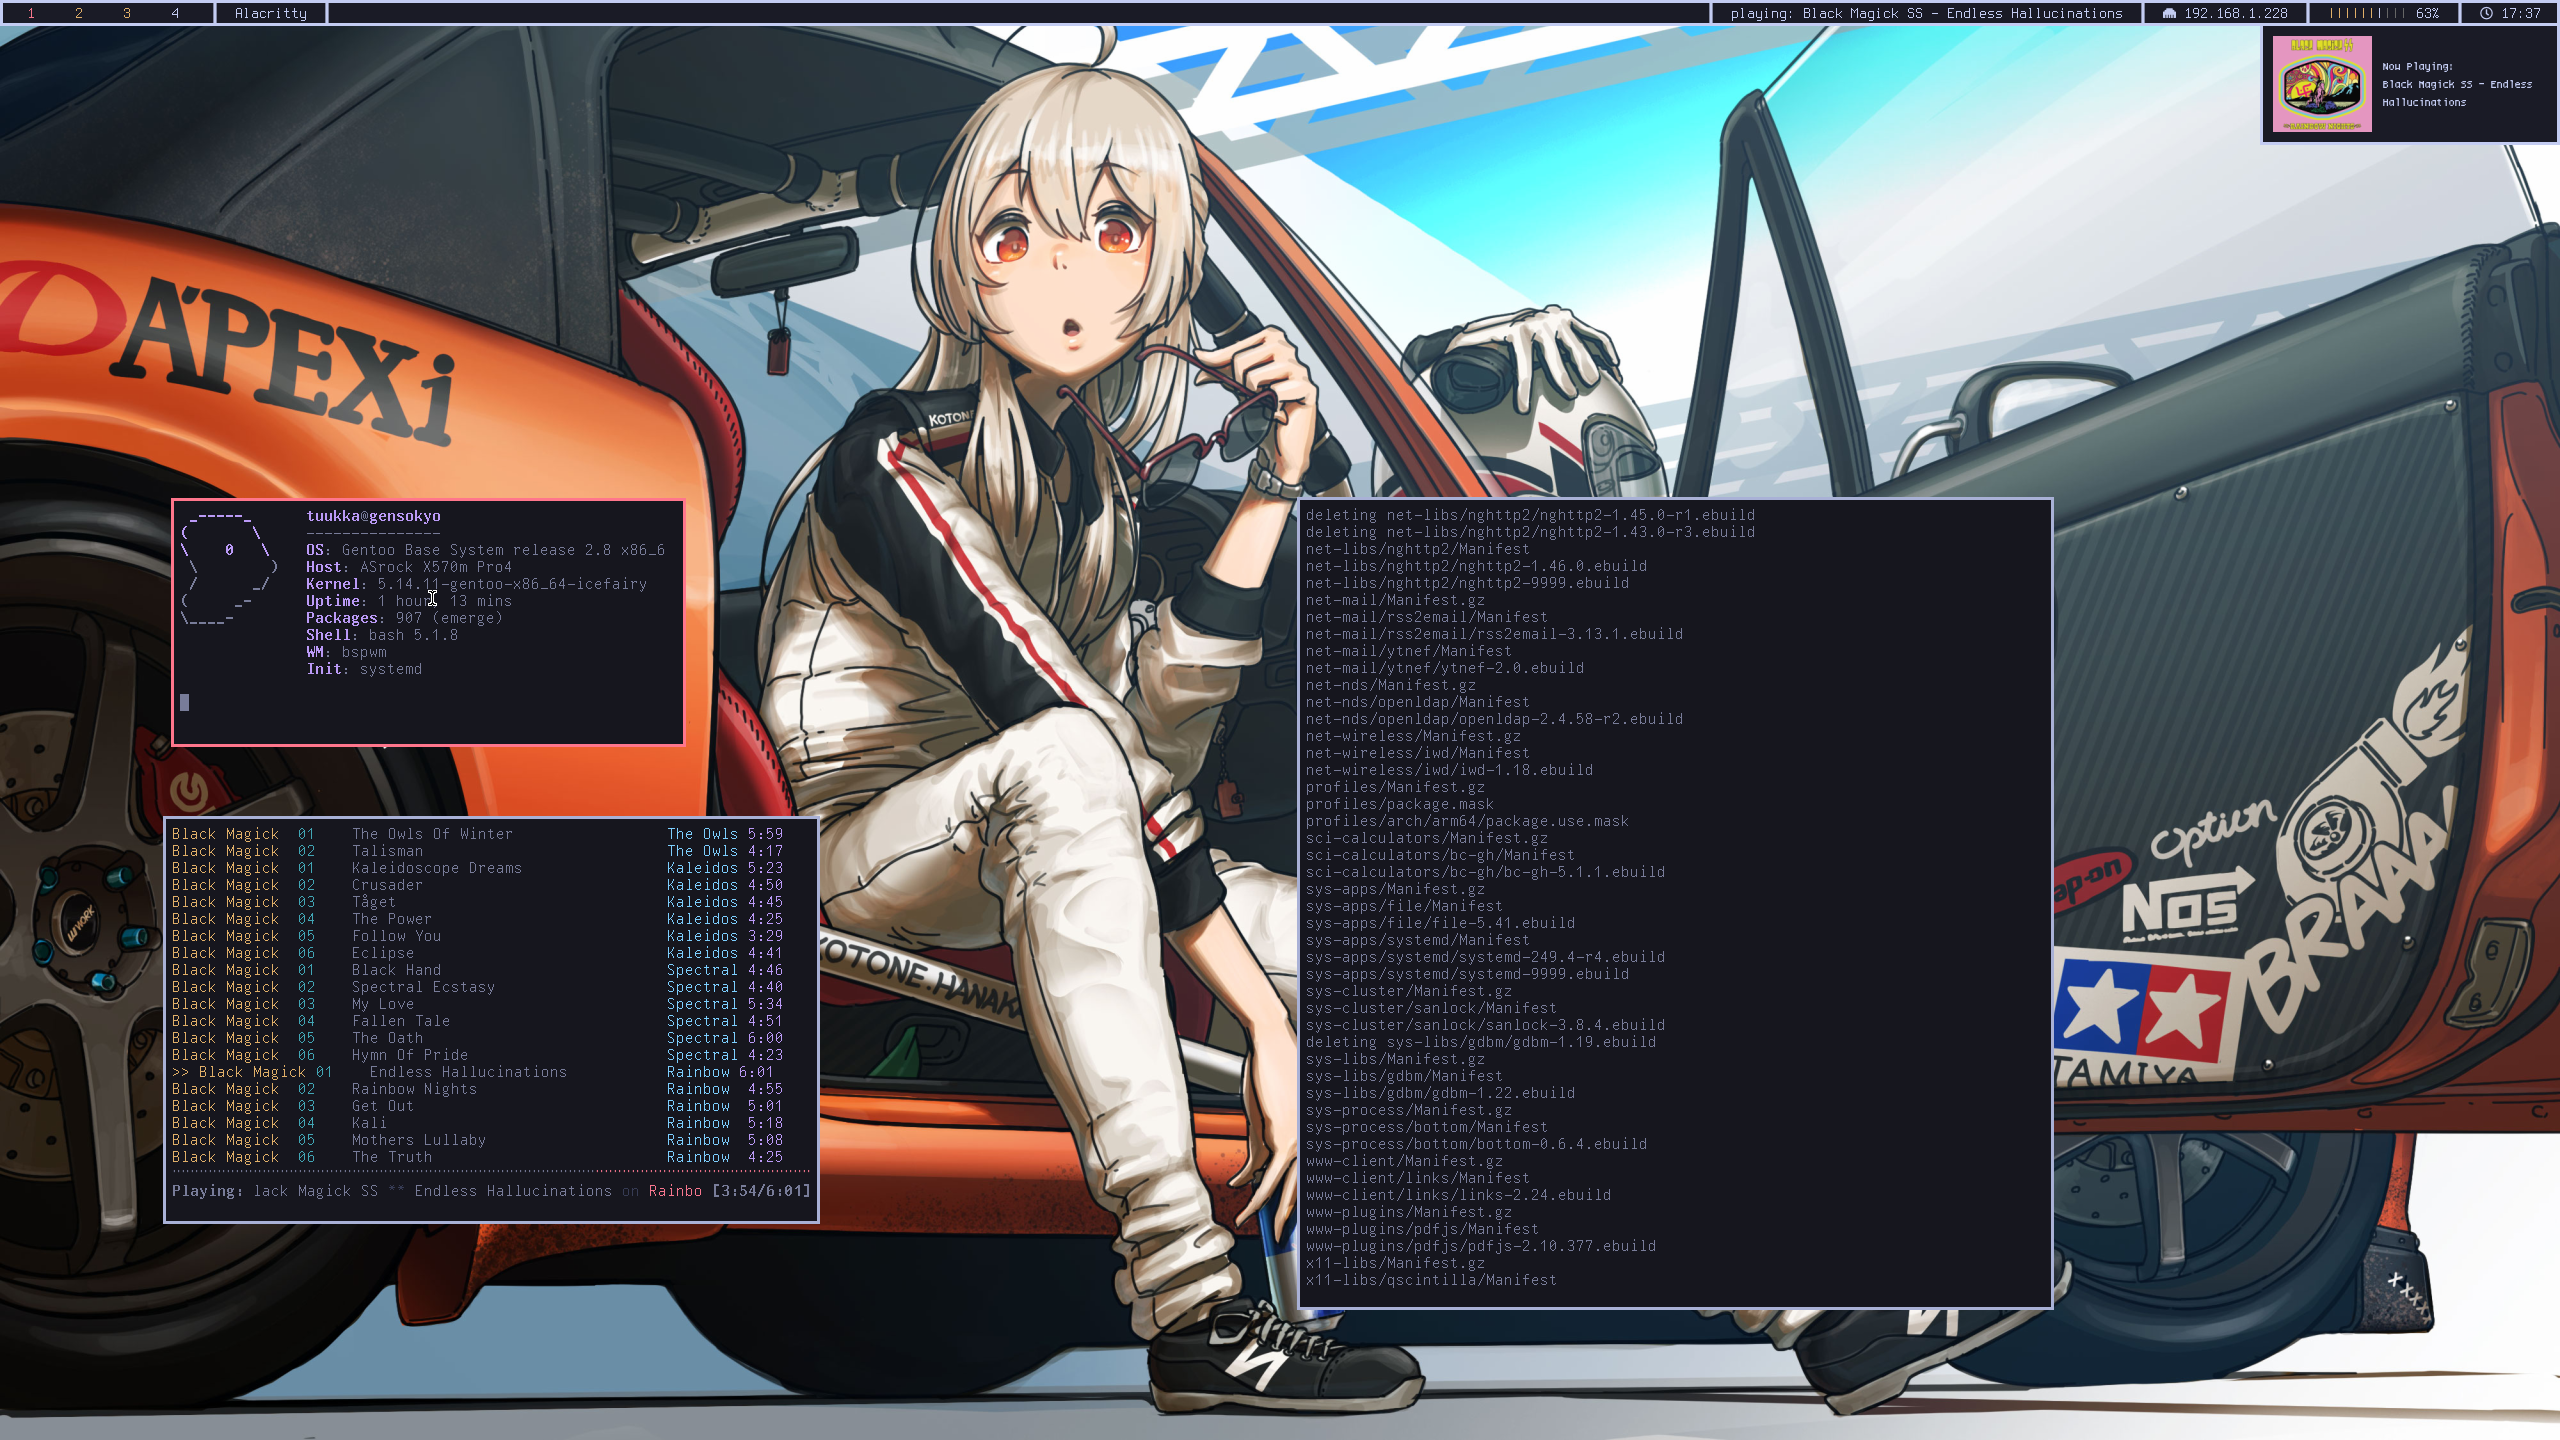 1 2 3 4 Alacritty playing: Black Magick SS - Endless Hallucinations 192.168.1.228 63% 17:37
Now Playing:
Black Magick SS - Endless
Hallucinations
A'PEXi
KOTONE
tuukka@gensokyo
---------------
OS: Gentoo Base System release 2.8 x86_6
Host: ASrock X570m Pro4
Kernel: 5.14.11-gentoo-x86_64-icefairy
Uptime: 1 hour, 13 mins
Packages: 907 (emerge)
Shell: bash 5.1.8
WM: bspwm
Init: systemd
Black Magick 01 The Owls Of Winter The Owls 5:59
Black Magick 02 Talisman The Owls 4:17
Black Magick 01 Kaleidoscope Dreams Kaleidos 5:23
Black Magick 02 Crusader Kaleidos 4:50
Black Magick 03 Tåget Kaleidos 4:45
Black Magick 04 The Power Kaleidos 4:25
Black Magick 05 Follow You Kaleidos 3:29
Black Magick 06 Eclipse Kaleidos 4:41
Black Magick 01 Black Hand Spectral 4:46
Black Magick 02 Spectral Ecstasy Spectral 4:40
Black Magick 03 My Love Spectral 5:34
Black Magick 04 Fallen Tale Spectral 4:51
Black Magick 05 The Oath Spectral 6:00
Black Magick 06 Hymn Of Pride Spectral 4:23
>> Black Magick 01 Endless Hallucinations Rainbow 6:01
Black Magick 02 Rainbow Nights Rainbow 4:55
Black Magick 03 Get Out Rainbow 5:01
Black Magick 04 Kali Rainbow 5:18
Black Magick 05 Mothers Lullaby Rainbow 5:08
Black Magick 06 The Truth Rainbow 4:25
Playing: lack Magick SS ** Endless Hallucinations on Rainbo [3:54/6:01]
WORK
KOTONE.HANAK
deleting net-libs/nghttp2/nghttp2-1.45.0-r1.ebuild
deleting net-libs/nghttp2/nghttp2-1.43.0-r3.ebuild
net-libs/nghttp2/Manifest
net-libs/nghttp2/nghttp2-1.46.0.ebuild
net-libs/nghttp2/nghttp2-9999.ebuild
net-mail/Manifest.gz
net-mail/rss2email/Manifest
net-mail/rss2email/rss2email-3.13.1.ebuild
net-mail/ytnef/Manifest
net-mail/ytnef/ytnef-2.0.ebuild
net-nds/Manifest.gz
net-nds/openldap/Manifest
net-nds/openldap/openldap-2.4.58-r2.ebuild
net-wireless/Manifest.gz
net-wireless/iwd/Manifest
net-wireless/iwd/iwd-1.18.ebuild
profiles/Manifest.gz
profiles/package.mask
profiles/arch/arm64/package.use.mask
sci-calculators/Manifest.gz
sci-calculators/bc-gh/Manifest
sci-calculators/bc-gh/bc-gh-5.1.1.ebuild
sys-apps/Manifest.gz
sys-apps/file/Manifest
sys-apps/file/file-5.41.ebuild
sys-apps/systemd/Manifest
sys-apps/systemd/systemd-249.4-r4.ebuild
sys-apps/systemd/systemd-9999.ebuild
sys-cluster/Manifest.gz
sys-cluster/sanlock/Manifest
sys-cluster/sanlock/sanlock-3.8.4.ebuild
deleting sys-libs/gdbm/gdbm-1.19.ebuild
sys-libs/Manifest.gz
sys-libs/gdbm/Manifest
sys-libs/gdbm/gdbm-1.22.ebuild
sys-process/Manifest.gz
sys-process/bottom/Manifest
sys-process/bottom/bottom-0.6.4.ebuild
www-client/Manifest.gz
www-client/links/Manifest
www-client/links/links-2.24.ebuild
www-plugins/Manifest.gz
www-plugins/pdfjs/Manifest
www-plugins/pdfjs/pdfjs-2.10.377.ebuild
x11-libs/Manifest.gz
x11-libs/qscintilla/Manifest
option
ap-on
NOS
BRAAA
TAMIYA